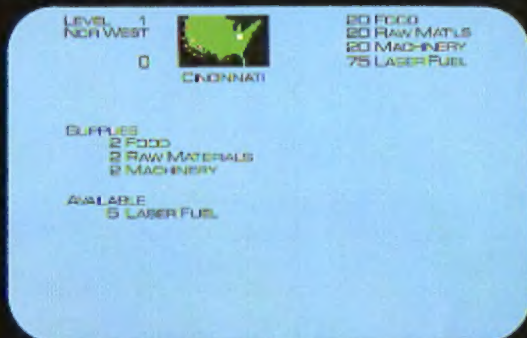 LEVEL 1
NOR WEST
0
CINCINNATI
20 FOOD
20 RAW MAT'LS
20 MACHINERY
75 LASER FUEL
SUPPLIES
2 FOOD
2 RAW MATERIALS
2 MACHINERY
AVAILABLE
5 LASER FUEL